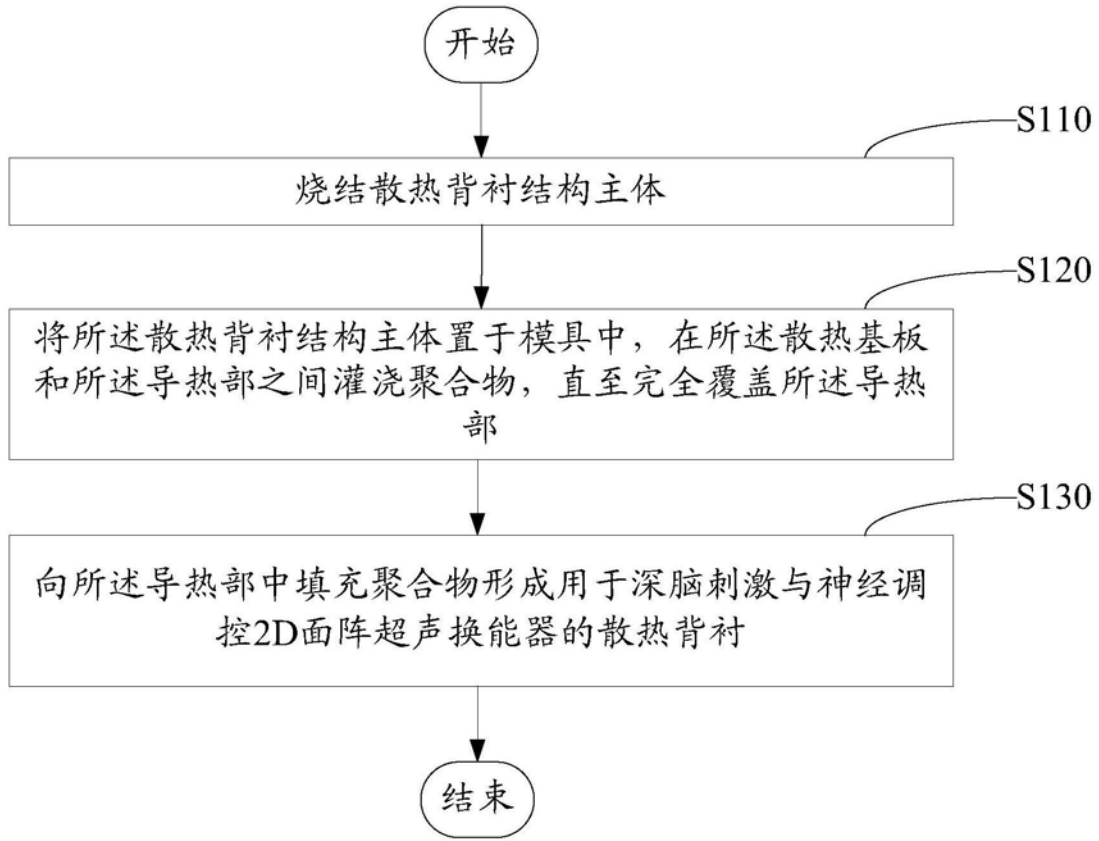 开始
S110
烧结散热背衬结构主体
S120
将所述散热背衬结构主体置于模具中，在所述散热基板
和所述导热部之间灌浇聚合物，直至完全覆盖所述导热
部
S130
向所述导热部中填充聚合物形成用于深脑刺激与神经调
控2D面阵超声换能器的散热背衬
结束